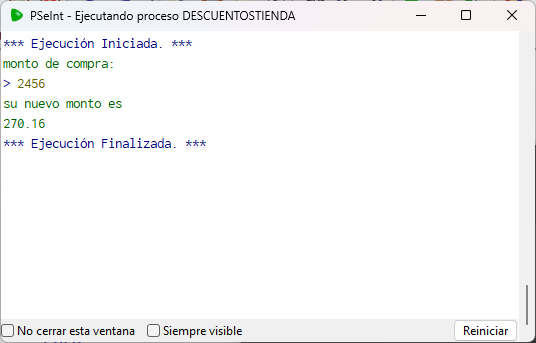 PSeInt - Ejecutando proceso DESCUENTOSTIENDA
*** Ejecución Iniciada. ***
monto de compra:
> 2456
su nuevo monto es
270.16
*** Ejecución Finalizada. ***
No cerrar esta ventana Siempre visible Reiniciar